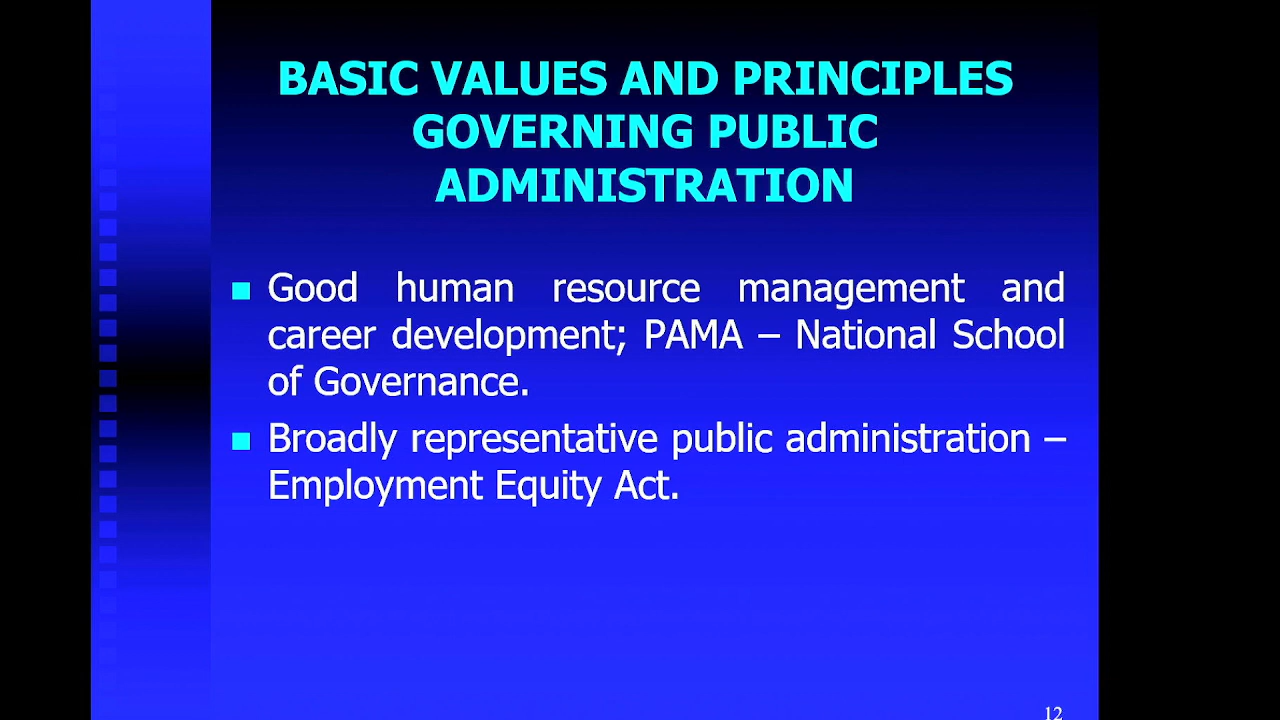 BASIC VALUES AND PRINCIPLES
GOVERNING PUBLIC
ADMINISTRATION
Good human resource management and
career development; PAMA – National School
of Governance.
Broadly representative public administration –
Employment Equity Act.
12